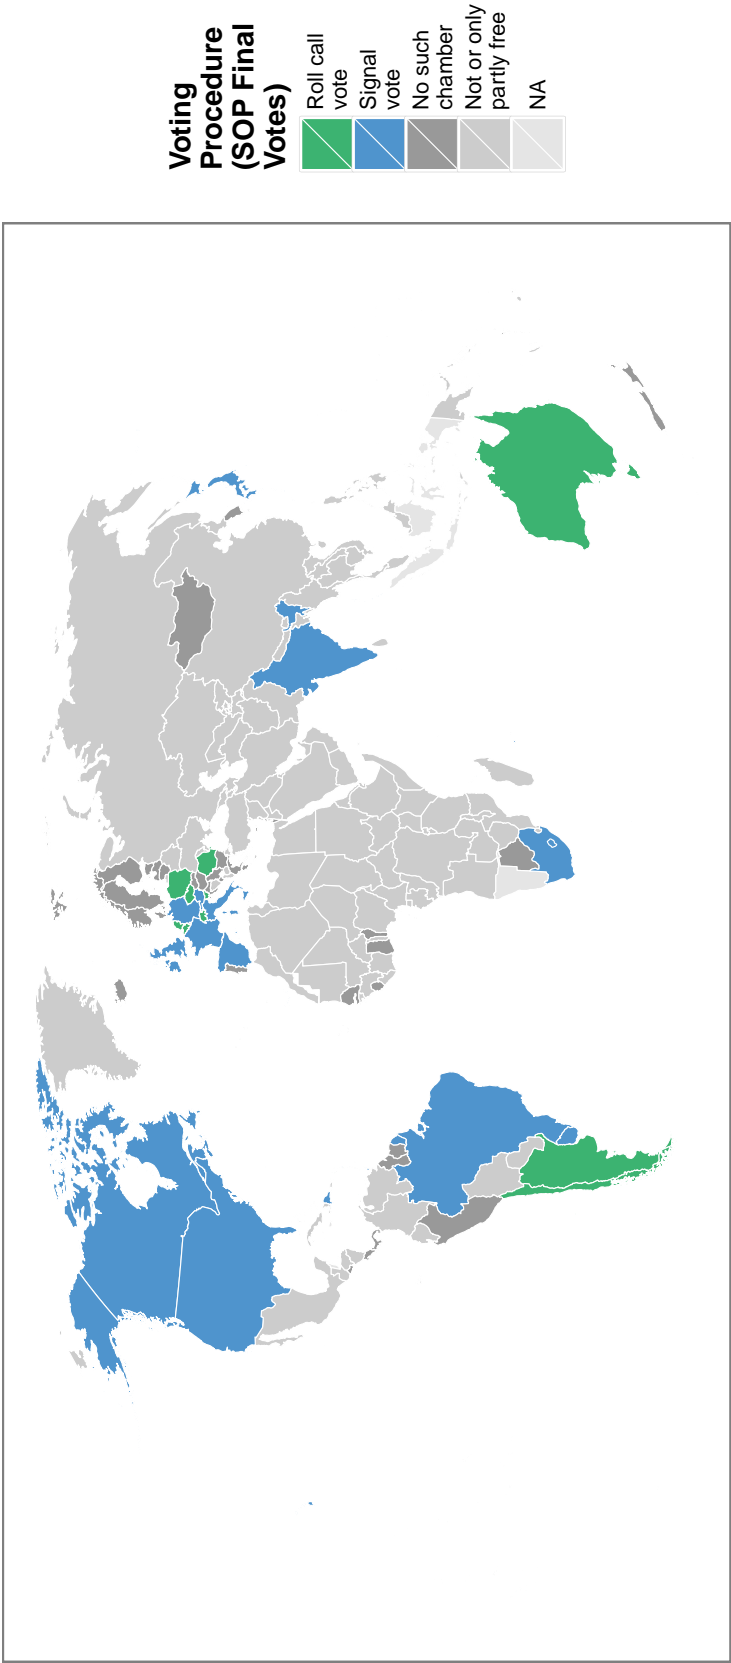 Voting
Procedure
(SOP Final
Votes)
Roll call
vote
Signal
vote
No such
chamber
Not or only
partly free
NA